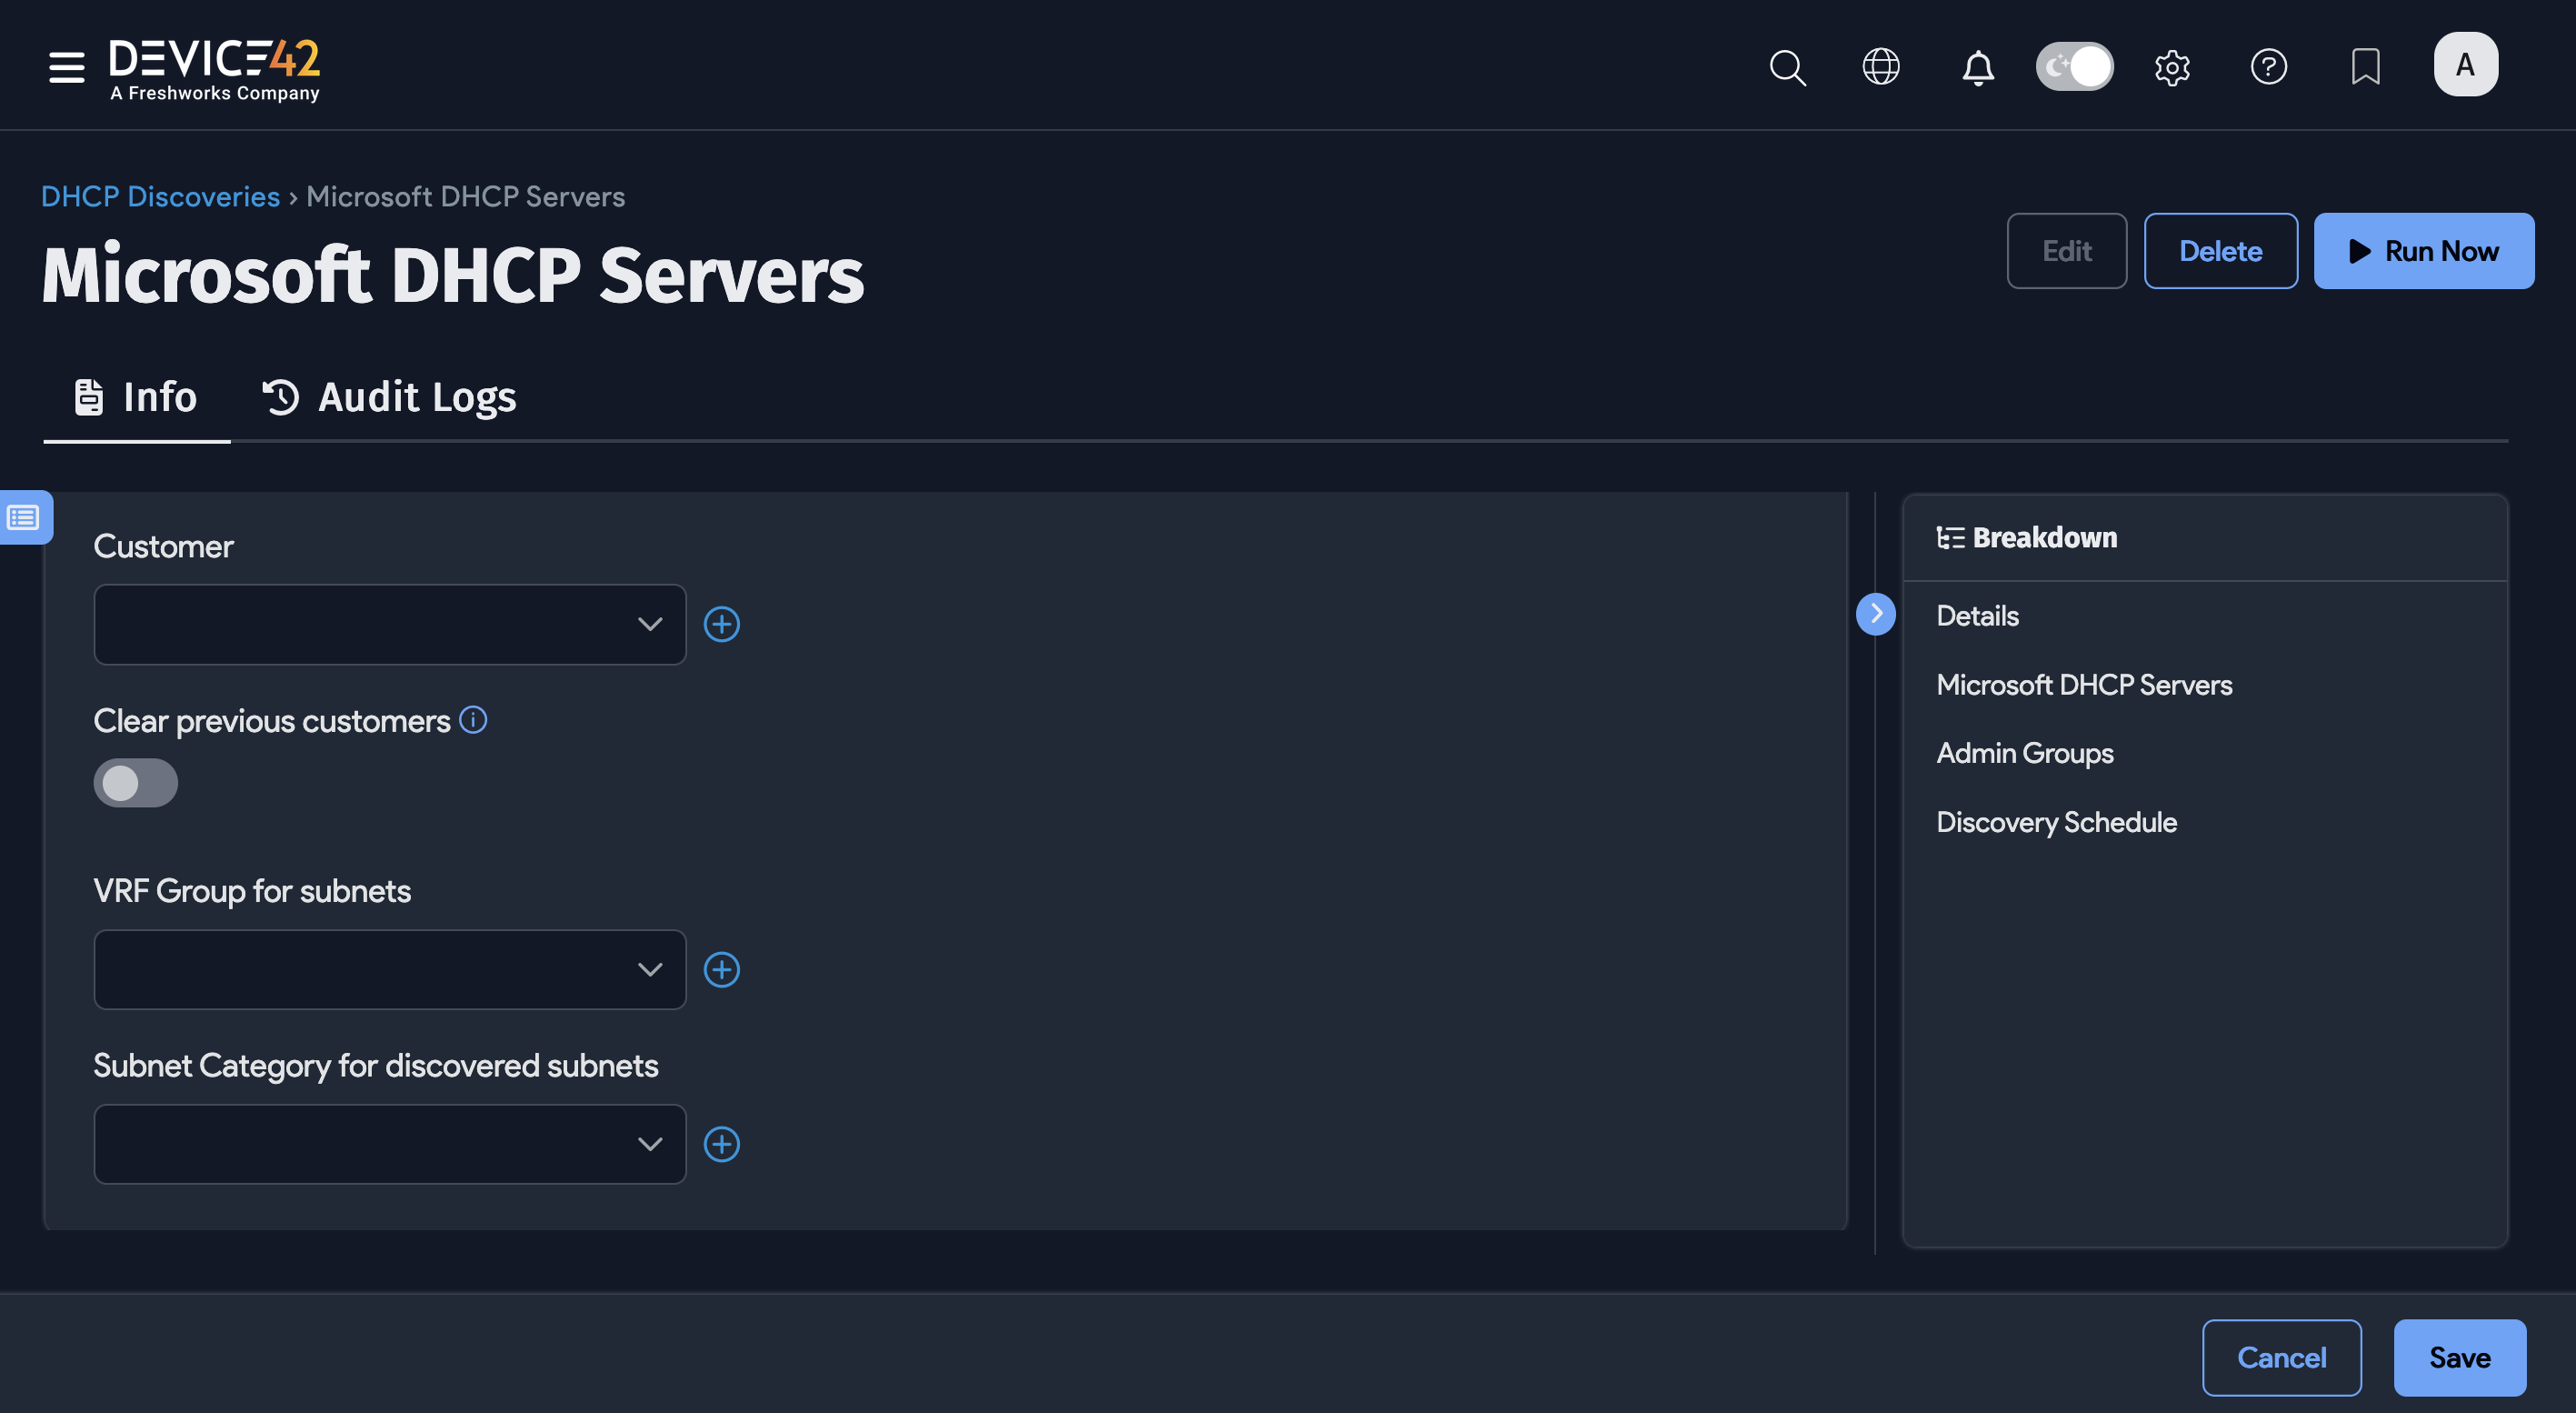 DEVICE42
A Freshworks Company
A
DHCP Discoveries › Microsoft DHCP Servers
Microsoft DHCP Servers
Edit
Delete
Run Now
Info
Audit Logs
Customer
Clear previous customers
VRF Group for subnets
Subnet Category for discovered subnets
Breakdown
Details
Microsoft DHCP Servers
Admin Groups
Discovery Schedule
Cancel
Save